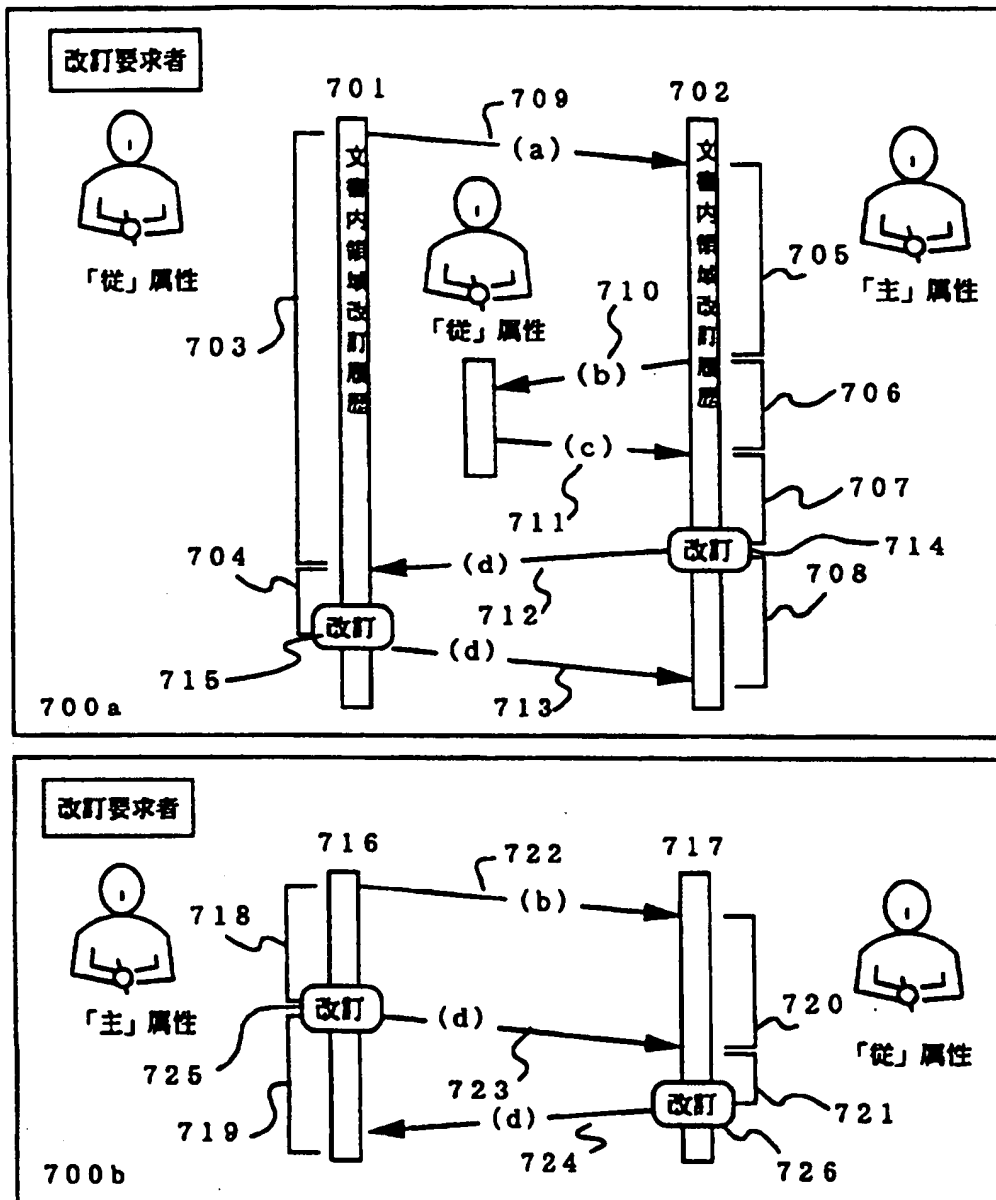 改訂要求者
701
709
702
(a)
文書内領域改訂履歴
文書内領域改訂履歴
705
「従」属性
「従」属性
「主」属性
703
710
(b)
706
(c)
707
711
704
(d)
改訂
714
712
708
改訂
(d)
715
713
700a
改訂要求者
716
722
717
(b)
718
改訂
(d)
720
「主」属性
「従」属性
725
723
719
(d)
改訂
721
724
726
700b